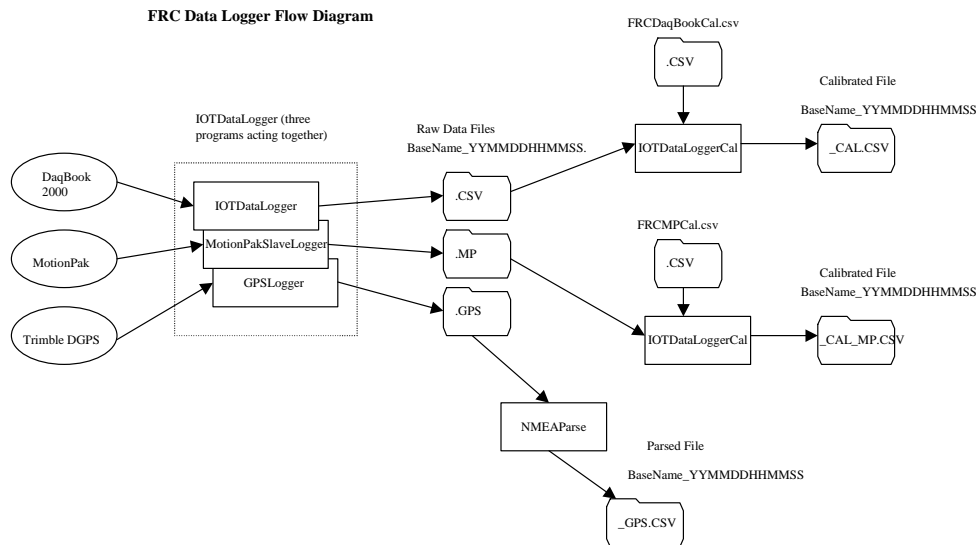 FRC Data Logger Flow Diagram
FRCDaqBookCal.csv
.CSV
Calibrated File
BaseName_YYMMDDHHMMSS
IOTDataLogger (three
programs acting together)
Raw Data Files
BaseName_YYMMDDHHMMSS.
IOTDataLoggerCal
_CAL.CSV
DaqBook
2000
IOTDataLogger
.CSV
FRCMPCal.csv
MotionPak
MotionPakSlaveLogger
.MP
.CSV
Calibrated File
BaseName_YYMMDDHHMMSS
GPSLogger
.GPS
Trimble DGPS
IOTDataLoggerCal
_CAL_MP.CSV
NMEAParse
Parsed File
BaseName_YYMMDDHHMMSS
_GPS.CSV